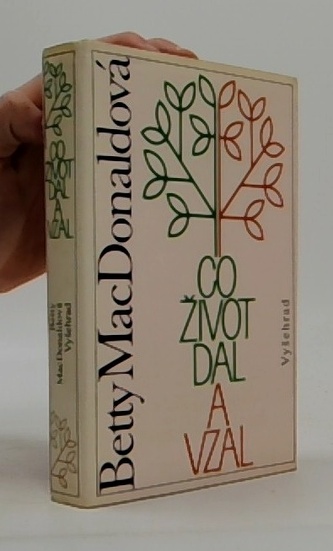 Betty MacDonaldová
CO
ŽIVOT
DAL
A
VZAL
Vyšehrad
CO
ŽIVOT
DAL
A
VZAL
Betty
MacDonaldová
Vyšehrad